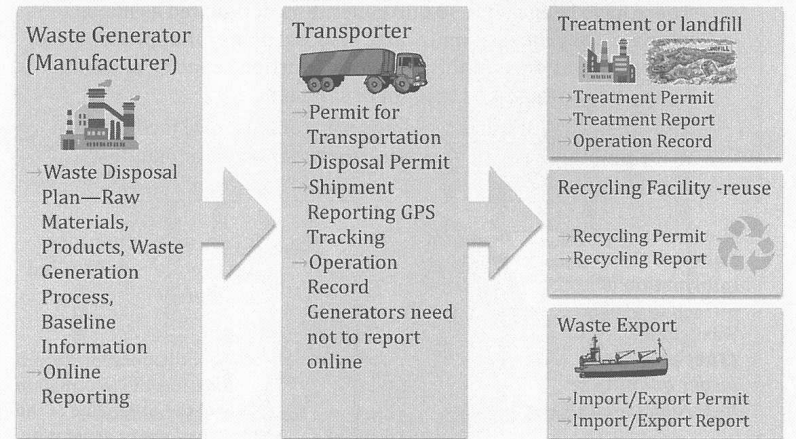 Waste Generator
(Manufacturer)
→Waste Disposal
Plan—Raw
Materials,
Products, Waste
Generation
Process,
Baseline
Information
→Online
Reporting
Transporter
→Permit for
Transportation
→Disposal Permit
→Shipment
Reporting GPS
Tracking
→Operation
Record
Generators need
not to report
online
Treatment or landfill
LANDFILL
→Treatment Permit
→Treatment Report
→Operation Record
Recycling Facility -reuse
→Recycling Permit
→Recycling Report
Waste Export
→Import/Export Permit
→Import/Export Report